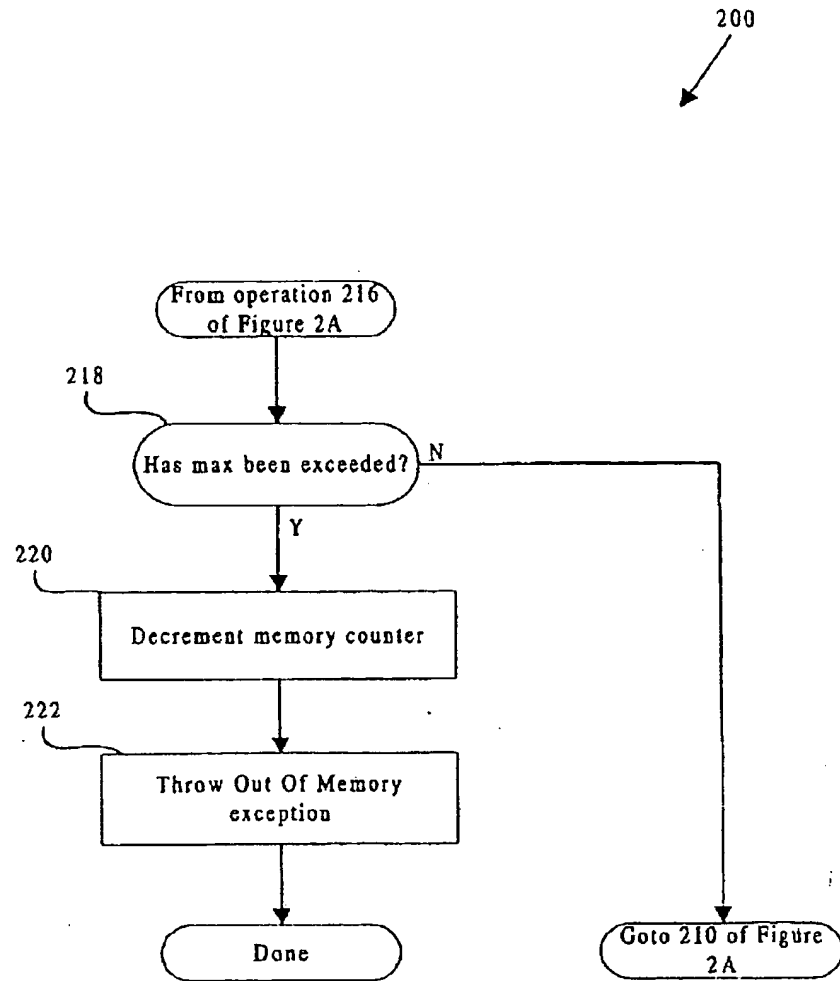 200
From operation 216
of Figure 2A
218
Has max been exceeded?
N
Y
220
Decrement memory counter
222
Throw Out Of Memory
exception
Done
Goto 210 of Figure
2A